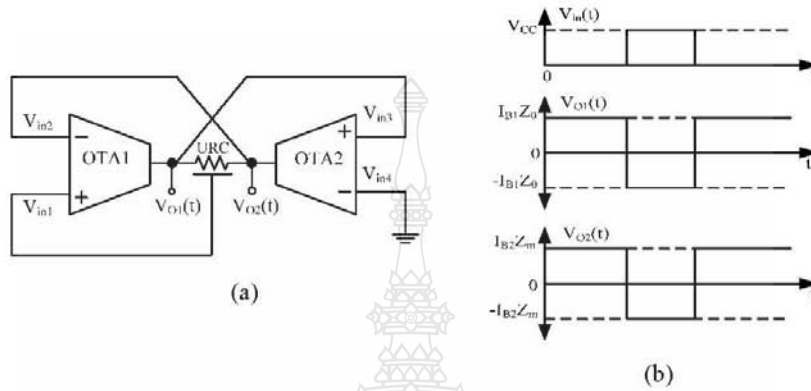 V_in2
V_in1
OTA1
URC
V_O1(t)
V_O2(t)
OTA2
V_in3
V_in4
(a)
V_CC
V_in(t)
0
t
I_B1Z_0
V_O1(t)
0
-I_B1Z_0
t
I_B2Z_m
V_O2(t)
0
-I_B2Z_m
(b)